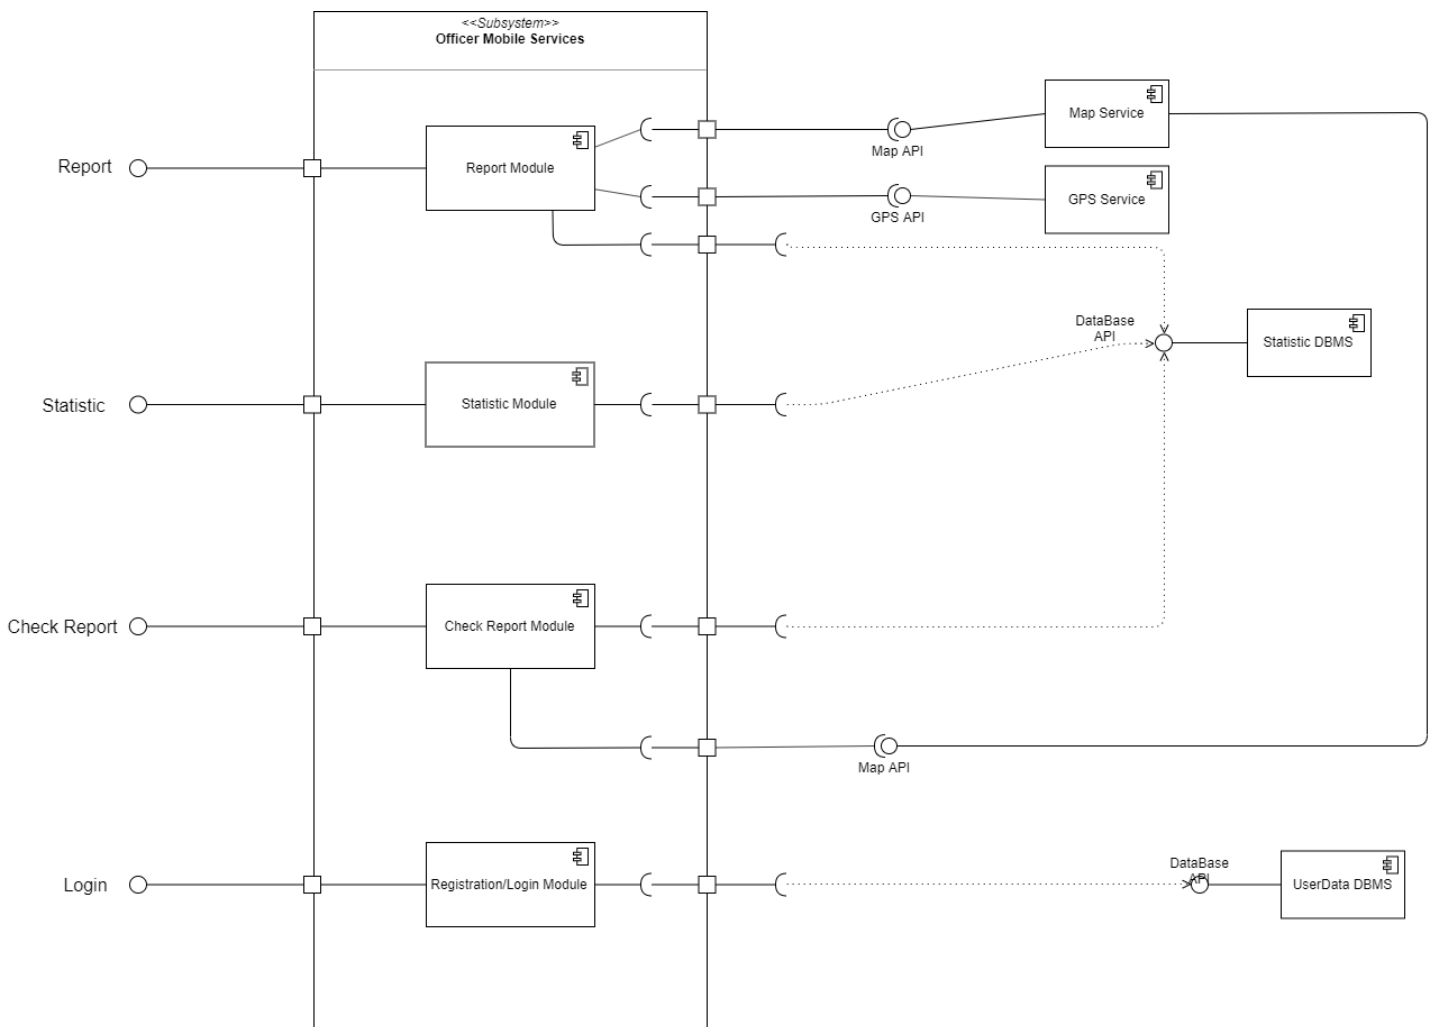 <<Subsystem>>
Officer Mobile Services
Map Service
Map API
Report
Report Module
GPS Service
GPS API
DataBase
API
Statistic DBMS
Statistic
Statistic Module
Check Report
Check Report Module
Map API
DataBase
API
Login
Registration/Login Module
UserData DBMS